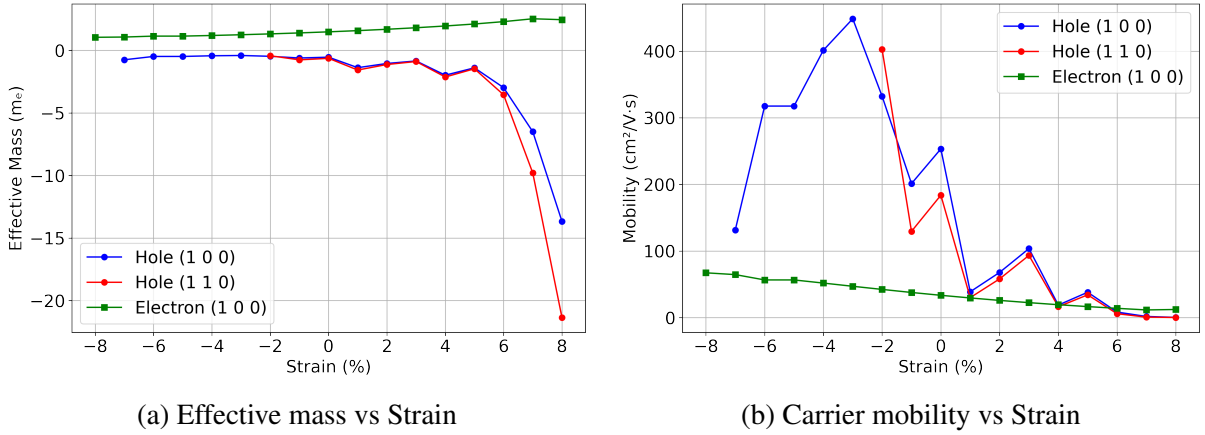 Effective Mass (mₑ)
0
−5
−10
−15
−20
Hole (1 0 0)
Hole (1 1 0)
Electron (1 0 0)
−8 −6 −4 −2 0 2 4 6 8
Strain (%)
(a) Effective mass vs Strain
Mobility (cm²/V·s)
400
300
200
100
0
Hole (1 0 0)
Hole (1 1 0)
Electron (1 0 0)
−8 −6 −4 −2 0 2 4 6 8
Strain (%)
(b) Carrier mobility vs Strain